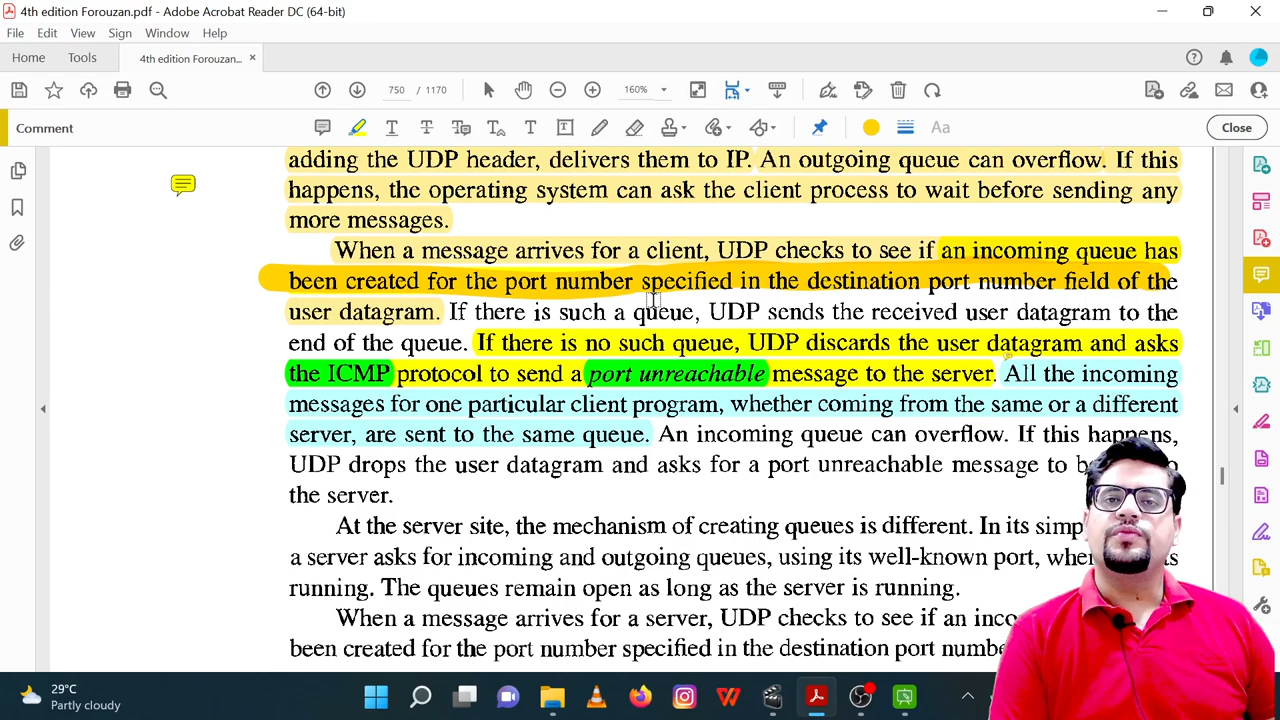 4th edition Forouzan.pdf - Adobe Acrobat Reader DC (64-bit)
File Edit View Sign Window Help
Home Tools 4th edition Forouzan...
750 / 1170 160%
Comment Aa Close
adding the UDP header, delivers them to IP. An outgoing queue can overflow. If this
happens, the operating system can ask the client process to wait before sending any
more messages.
When a message arrives for a client, UDP checks to see if an incoming queue has
been created for the port number specified in the destination port number field of the
user datagram. If there is such a queue, UDP sends the received user datagram to the
end of the queue. If there is no such queue, UDP discards the user datagram and asks
the ICMP protocol to send a port unreachable message to the server. All the incoming
messages for one particular client program, whether coming from the same or a different
server, are sent to the same queue. An incoming queue can overflow. If this happens,
UDP drops the user datagram and asks for a port unreachable message to
the server.
At the server site, the mechanism of creating queues is different. In its
a server asks for incoming and outgoing queues, using its well-known port,
running. The queues remain open as long as the server is running.
When a message arrives for a server, UDP checks to see if an
been created for the port number specified in the destination port
29°C
Partly cloudy